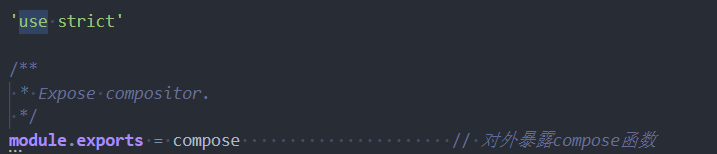 'use strict'
/**
 * Expose compositor.
 */
module.exports = compose                      // 对外暴露compose函数